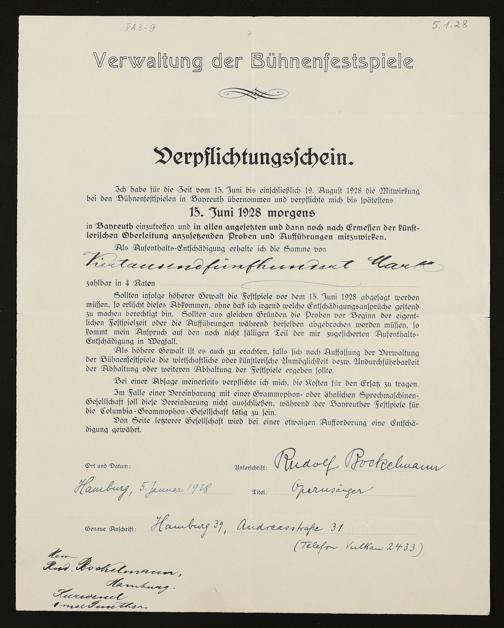 5.1.28
Verwaltung der Bühnenfestspiele
Verpflichtungsschein.
Ich habe für die Zeit vom 15. Juni bis einschließlich 19. August 1928 die Mitwirkung
bei den Bühnenfestspielen in Bayreuth übernommen und verpflichte mich bis spätestens
15. Juni 1928 morgens
in Bayreuth einzutreffen und in allen angesetzten und dann noch nach Ermessen der künst-
lerischen Oberleitung anzusetzenden Proben und Aufführungen mitzuwirken.
Als Aufenthalts-Entschädigung erhalte ich die Summe von
Viertausendfünfhundert Mark
zahlbar in 4 Raten
Sollten infolge höherer Gewalt die Festspiele vor dem 15. Juni 1928 abgesagt werden
müssen, so erlischt dieses Abkommen, ohne daß ich irgend welche Entschädigungsansprüche geltend
zu machen berechtigt bin. Sollten aus gleichen Gründen die Proben vor Beginn der eigent-
lichen Festspielzeit oder die Aufführungen während derselben abgebrochen werden müssen, so
kommt mein Anspruch auf den noch nicht fälligen Teil der mir zugesicherten Aufenthalts-
Entschädigung in Wegfall.
Als höhere Gewalt ist es auch zu erachten, falls sich nach Auffassung der Verwaltung
der Bühnenfestspiele die wirtschaftliche oder künstlerische Unmöglichkeit bezw. Undurchführbarkeit
der Abhaltung oder weiteren Abhaltung der Festspiele ergeben sollte.
Bei einer Absage meinerseits verpflichte ich mich, die Kosten für den Ersatz zu tragen.
Im Falle einer Vereinbarung mit einer Grammophon- oder ähnlichen Sprechmaschinen-
Gesellschaft soll diese Vereinbarung nicht ausschließen, während der Bayreuther Festspiele für
die Columbia-Grammophon-Gesellschaft tätig zu sein.
Von Seite letzterer Gesellschaft wird bei einer etwaigen Aufforderung eine Entschä-
digung gewährt.
Ort und Datum: Unterschrift: Rudolf Bockelmann
Hamburg, 5 Januar 1928 Titel: Opernsänger
Genaue Anschrift: Hamburg 39, Andreasstraße 31
(Telefon Vulkan 2433)
Herrn
Rud. Bockelmann,
Hamburg.
Kurwenal